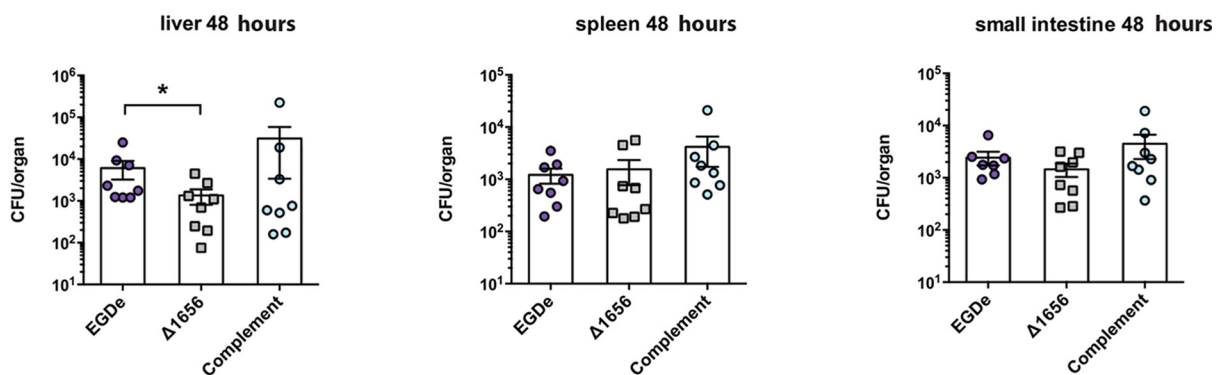 liver 48 hours
spleen 48 hours
small intestine 48 hours
CFU/organ
10⁶
10⁵
10⁴
10³
10²
10¹
*
EGDe
Δ1656
Complement
CFU/organ
10⁵
10⁴
10³
10²
10¹
EGDe
Δ1656
Complement
CFU/organ
10⁵
10⁴
10³
10²
10¹
EGDe
Δ1656
Complement